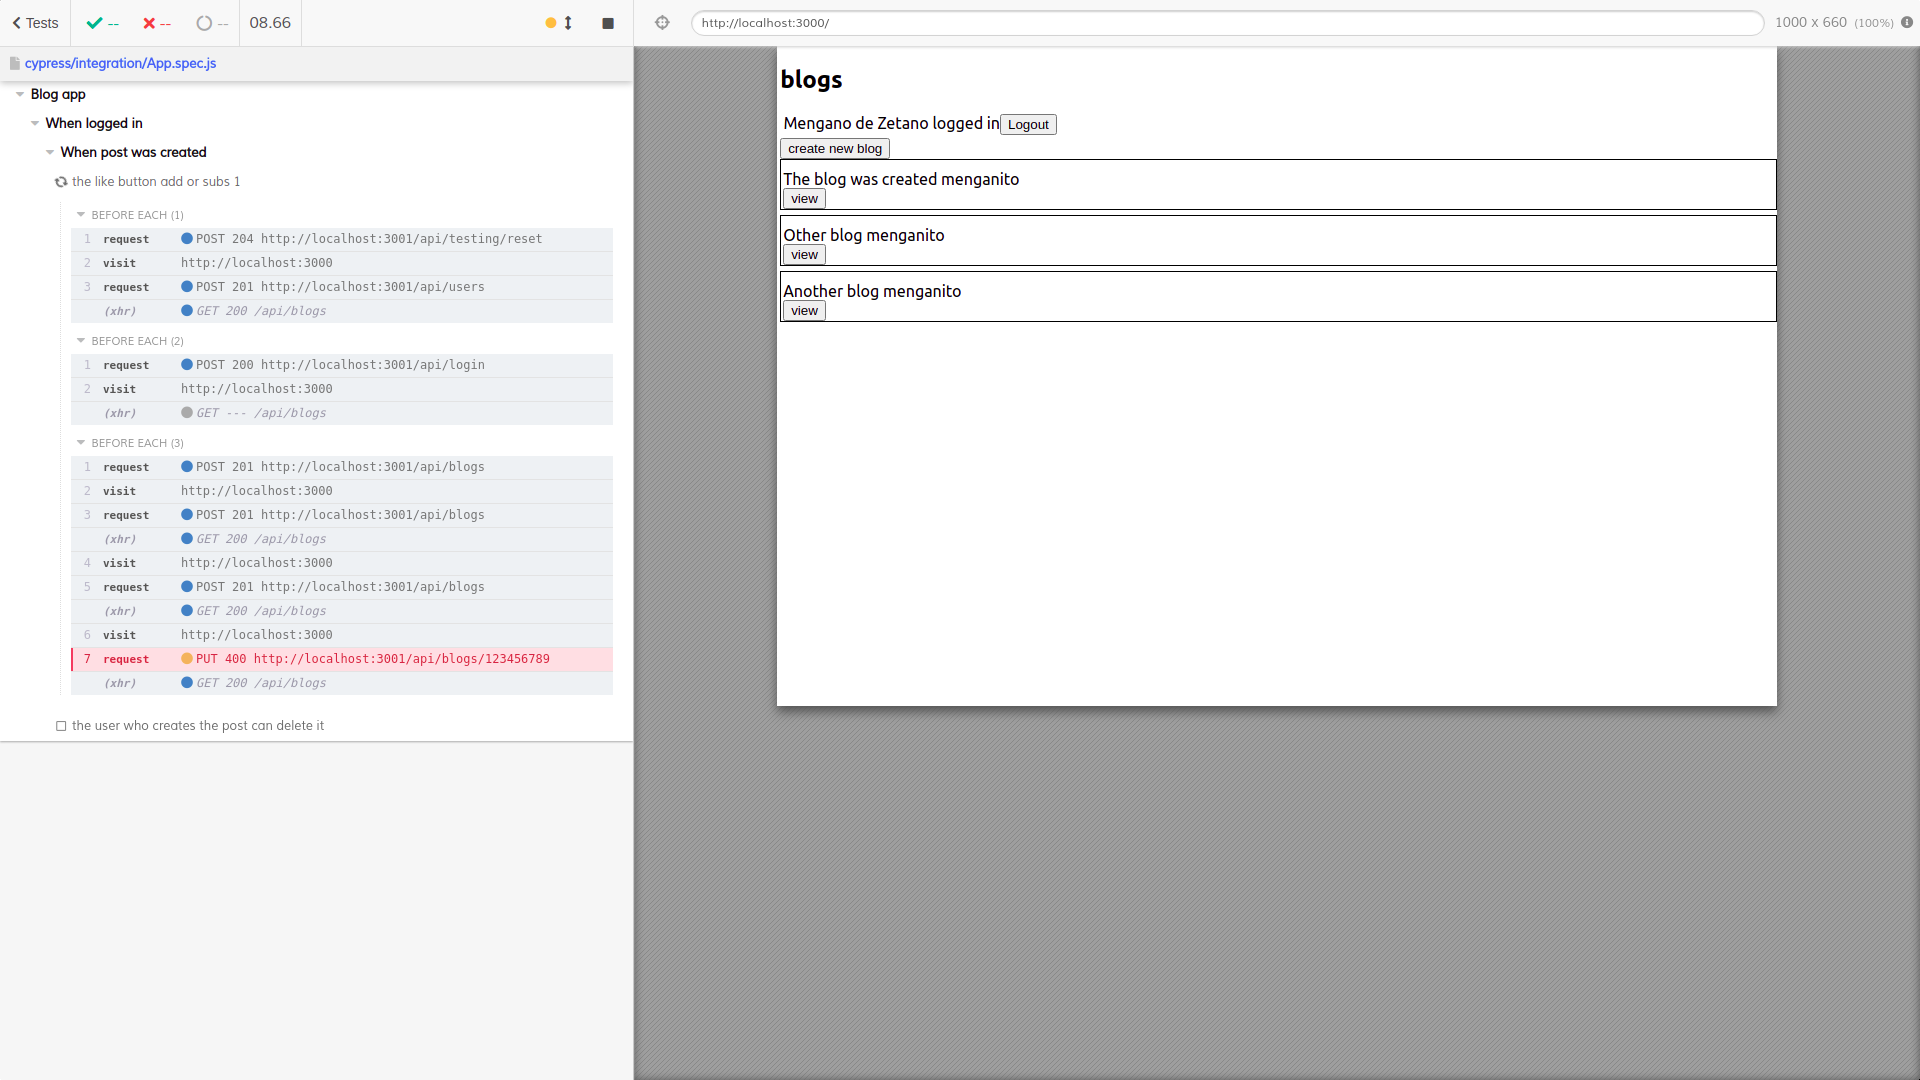 Tests
--
--
--
08.66
http://localhost:3000/
1000 x 660 (100%)
cypress/integration/App.spec.js
Blog app
When logged in
When post was created
the like button add or subs 1
BEFORE EACH (1)
1 request POST 204 http://localhost:3001/api/testing/reset
2 visit http://localhost:3000
3 request POST 201 http://localhost:3001/api/users
(xhr) GET 200 /api/blogs
BEFORE EACH (2)
1 request POST 200 http://localhost:3001/api/login
2 visit http://localhost:3000
(xhr) GET --- /api/blogs
BEFORE EACH (3)
1 request POST 201 http://localhost:3001/api/blogs
2 visit http://localhost:3000
3 request POST 201 http://localhost:3001/api/blogs
(xhr) GET 200 /api/blogs
4 visit http://localhost:3000
5 request POST 201 http://localhost:3001/api/blogs
(xhr) GET 200 /api/blogs
6 visit http://localhost:3000
7 request PUT 400 http://localhost:3001/api/blogs/123456789
(xhr) GET 200 /api/blogs
the user who creates the post can delete it
blogs
Mengano de Zetano logged in Logout
create new blog
The blog was created menganito
view
Other blog menganito
view
Another blog menganito
view